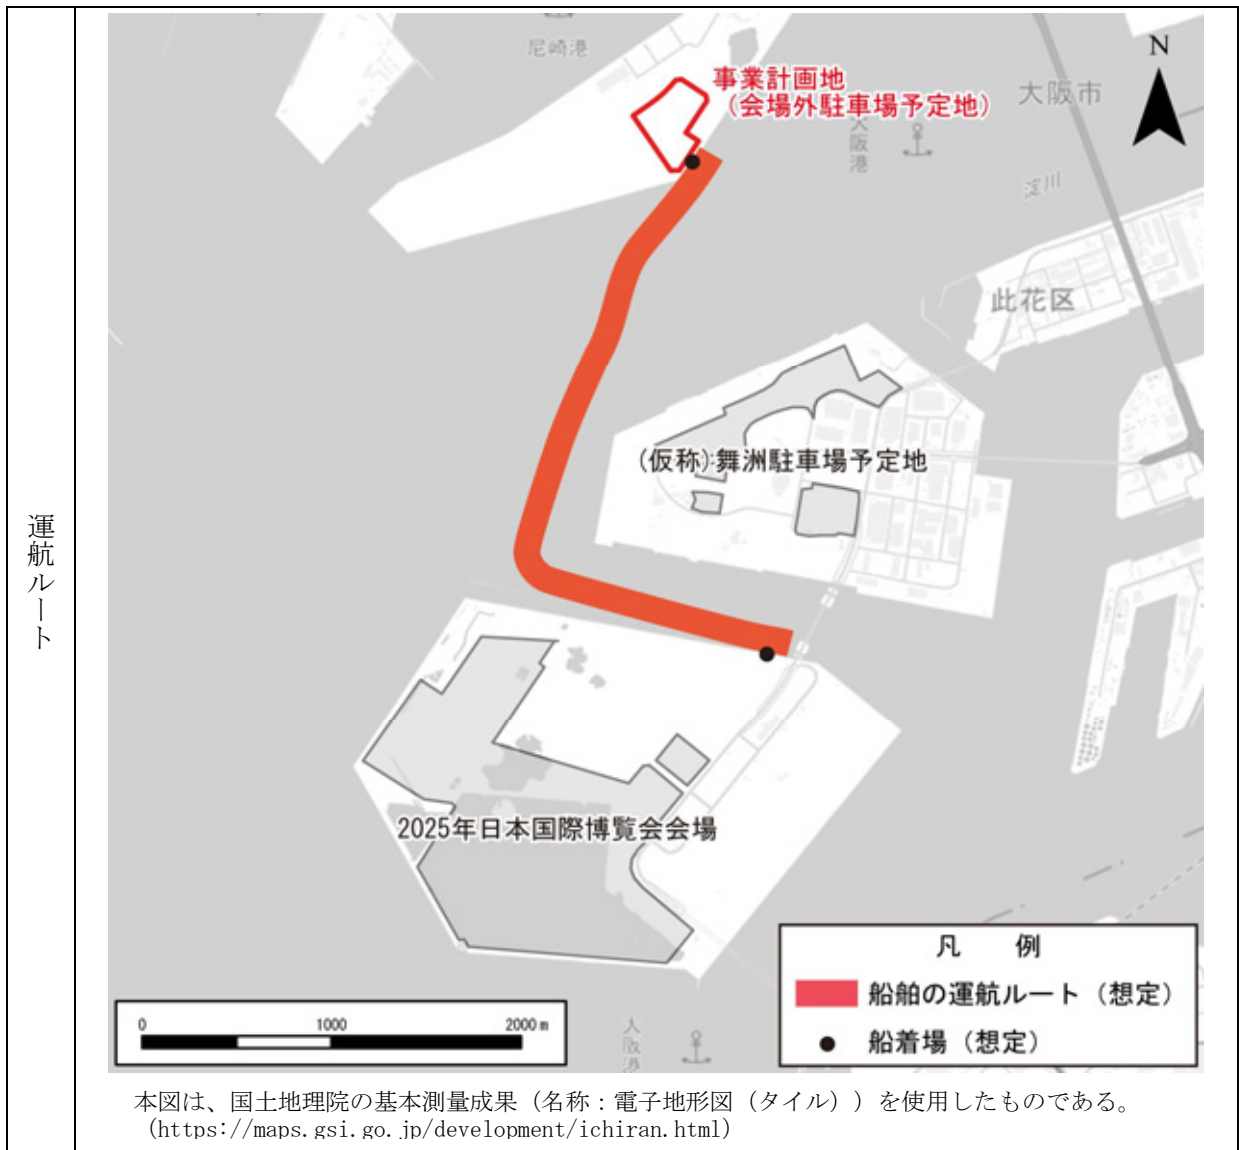 運航ルート
尼崎港
N
事業計画地
(会場外駐車場予定地)
大阪市
大阪港
淀川
此花区
(仮称)舞洲駐車場予定地
2025年日本国際博覧会会場
凡 例
船舶の運航ルート(想定)
船着場(想定)
0 1000 2000 m
大阪港
本図は、国土地理院の基本測量成果(名称:電子地形図(タイル))を使用したものである。
(https://maps.gsi.go.jp/development/ichiran.html)